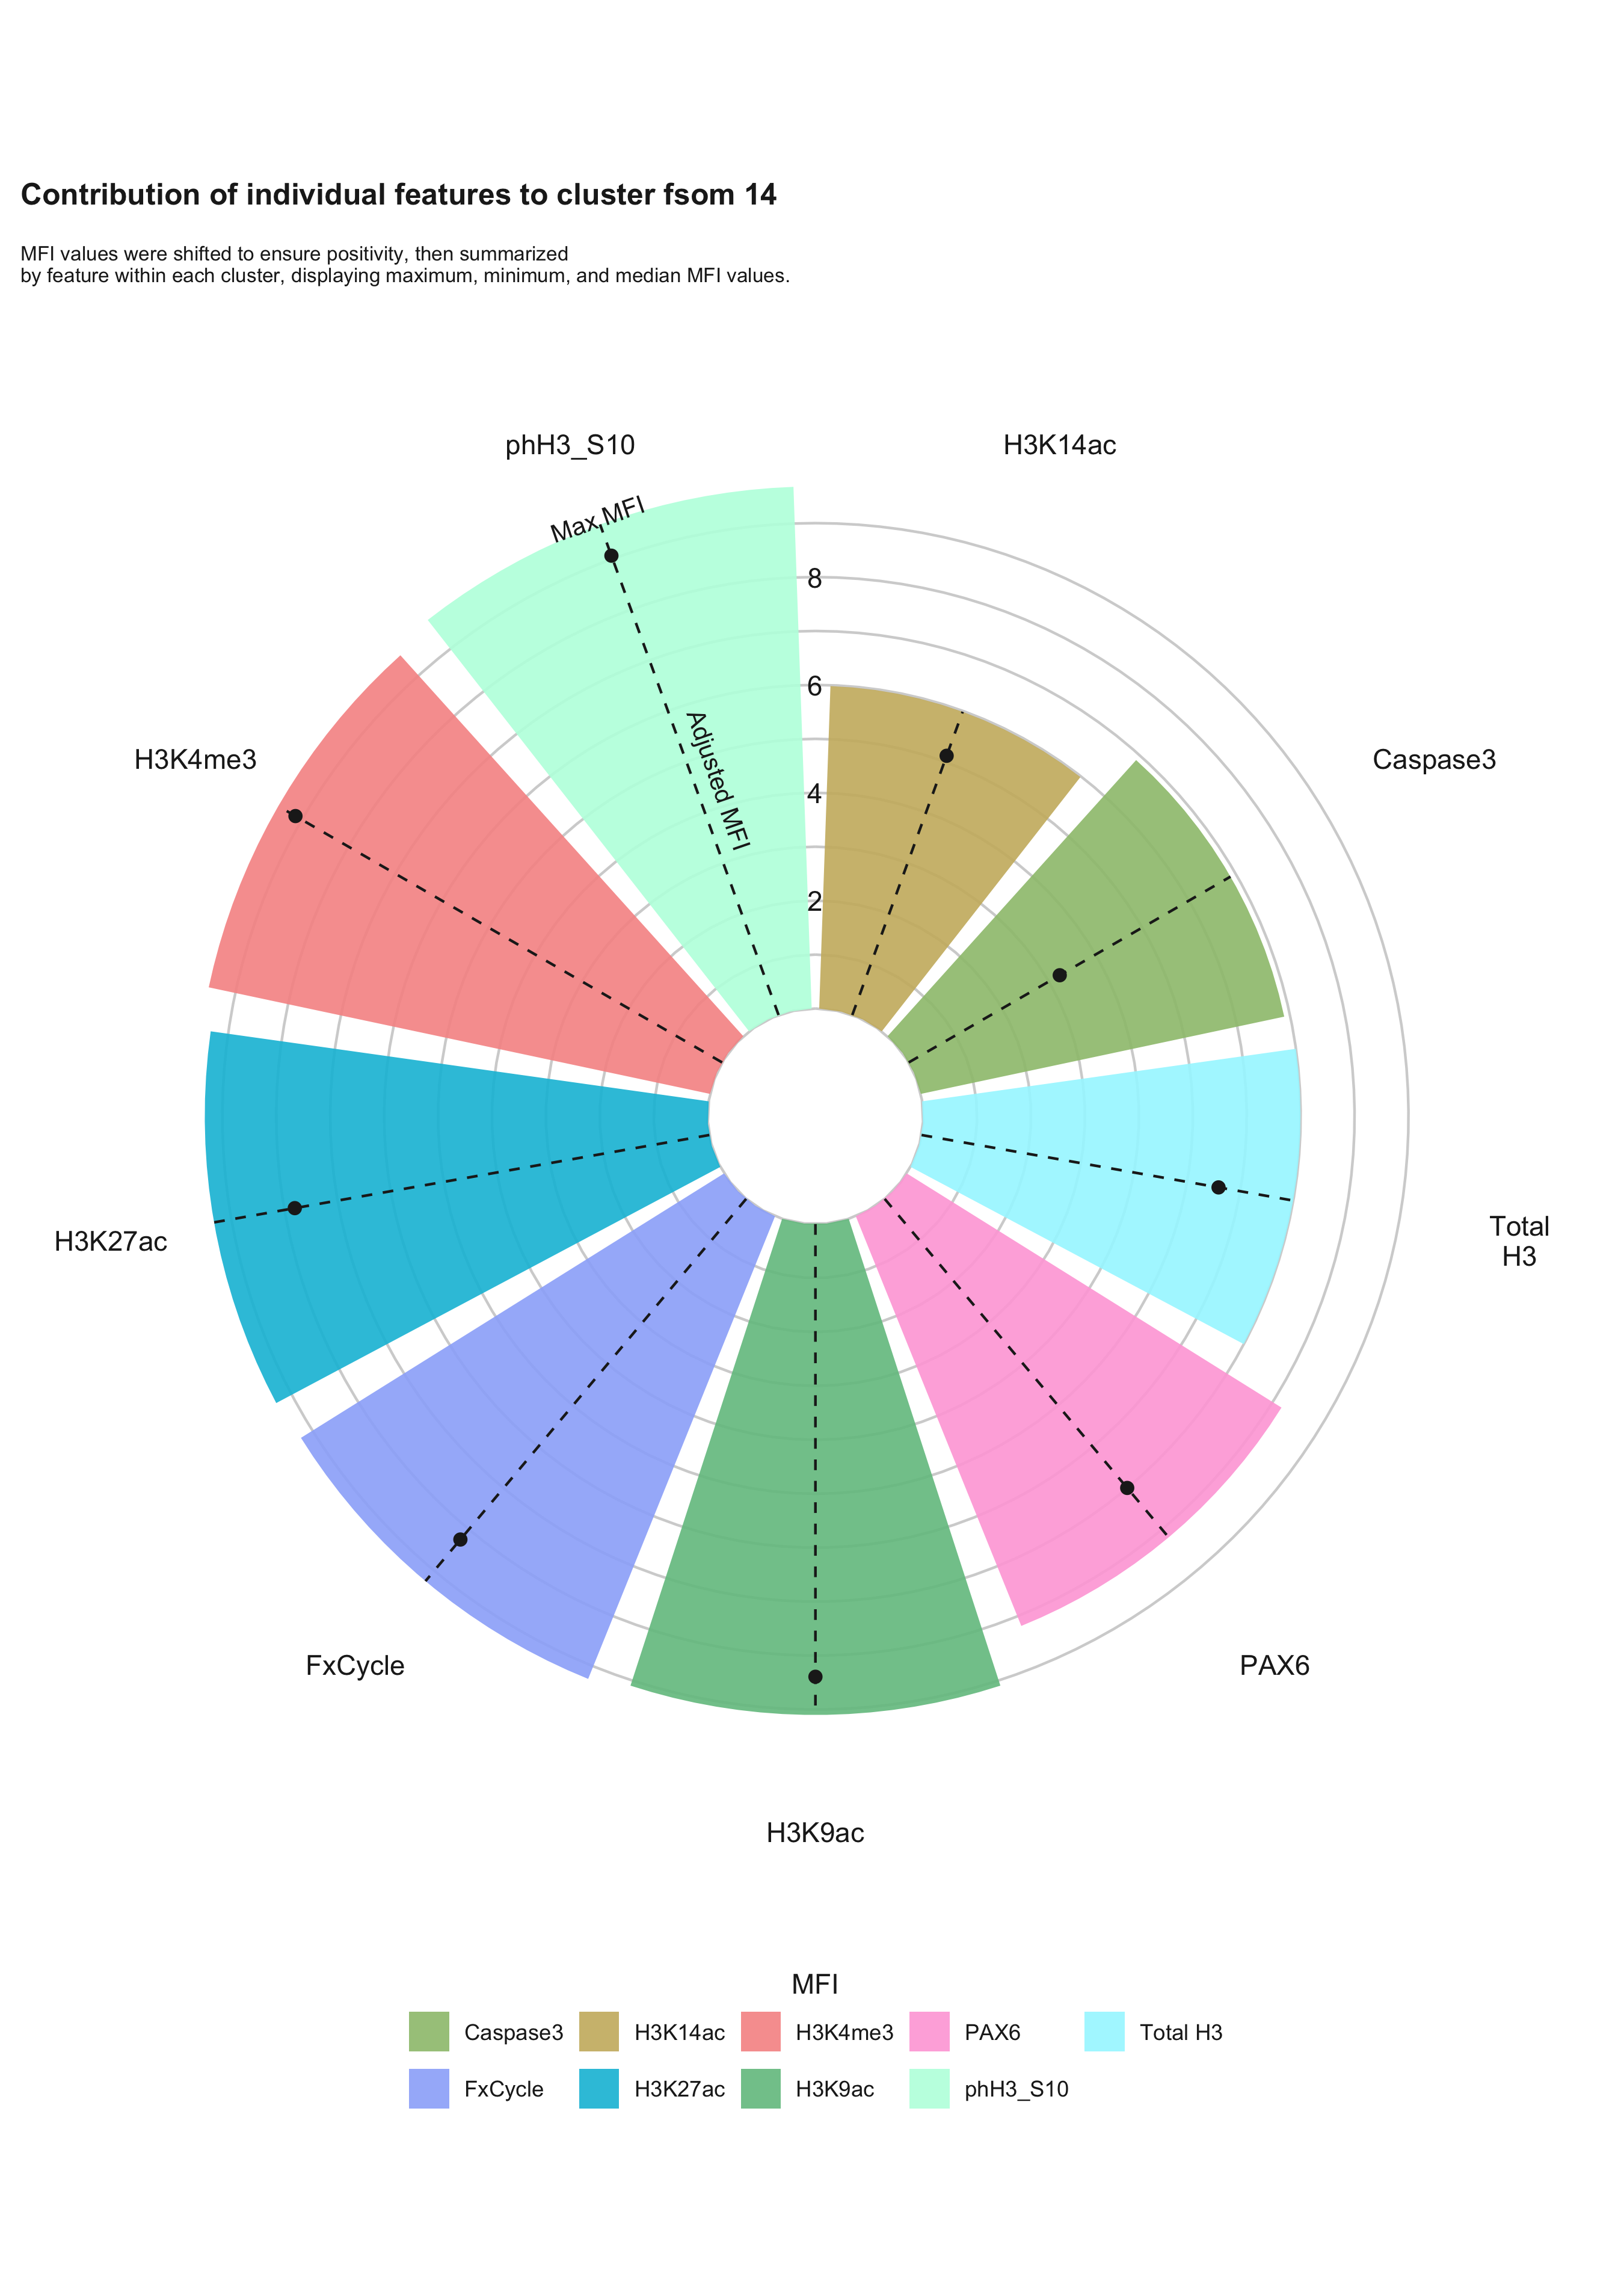 Contribution of individual features to cluster fsom 14
MFI values were shifted to ensure positivity, then summarized
by feature within each cluster, displaying maximum, minimum, and median MFI values.
phH3_S10
H3K14ac
Max MFI
8
6
Adjusted MFI
H3K4me3
Caspase3
4
2
H3K27ac
Total
H3
FxCycle
PAX6
H3K9ac
MFI
Caspase3
H3K14ac
H3K4me3
PAX6
Total H3
FxCycle
H3K27ac
H3K9ac
phH3_S10